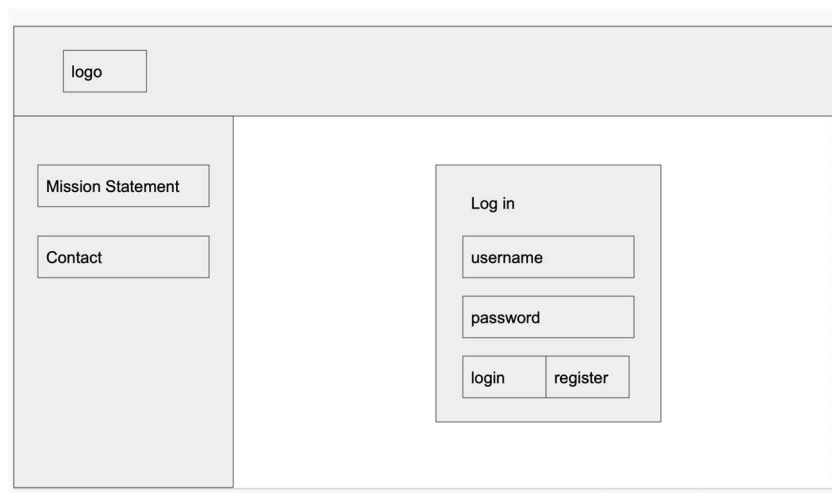 logo
Mission Statement
Contact
Log in
username
password
login
register